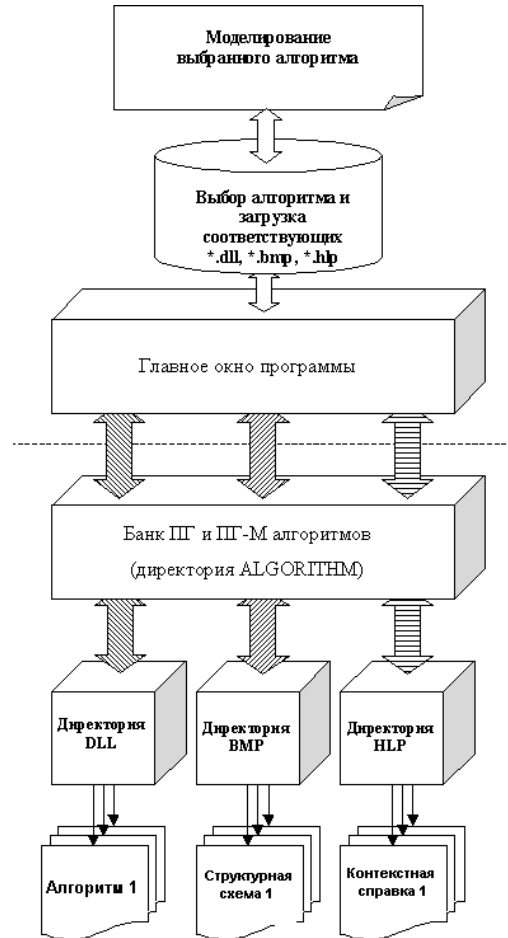 Моделирование
выбранного алгоритма
Выбор алгоритма и
загрузка
соответствующих
*.dll, *.bmp, *.hlp
Главное окно программы
Банк ПГ и ПГ-М алгоритмов
(директория ALGORITHM)
Директория
DLL
Директория
BMP
Директория
HLP
Алгоритм 1
Структурная
схема 1
Контекстная
справка 1